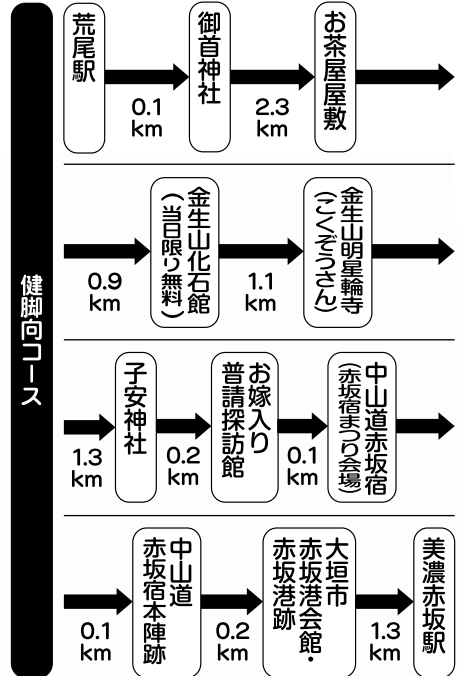 健脚向コース
荒尾駅
0.1
km
御首神社
2.3
km
お茶屋屋敷
0.9
km
金生山化石館
(当日限り無料)
1.1
km
金生山明星輪寺
(こくぞうさん)
1.3
km
子安神社
0.2
km
お嫁入り
普請探訪館
0.1
km
中山道赤坂宿
(赤坂宿まつり会場)
0.1
km
中山道
赤坂宿本陣跡
0.2
km
大垣市
赤坂港会館・
赤坂港跡
1.3
km
美濃赤坂駅